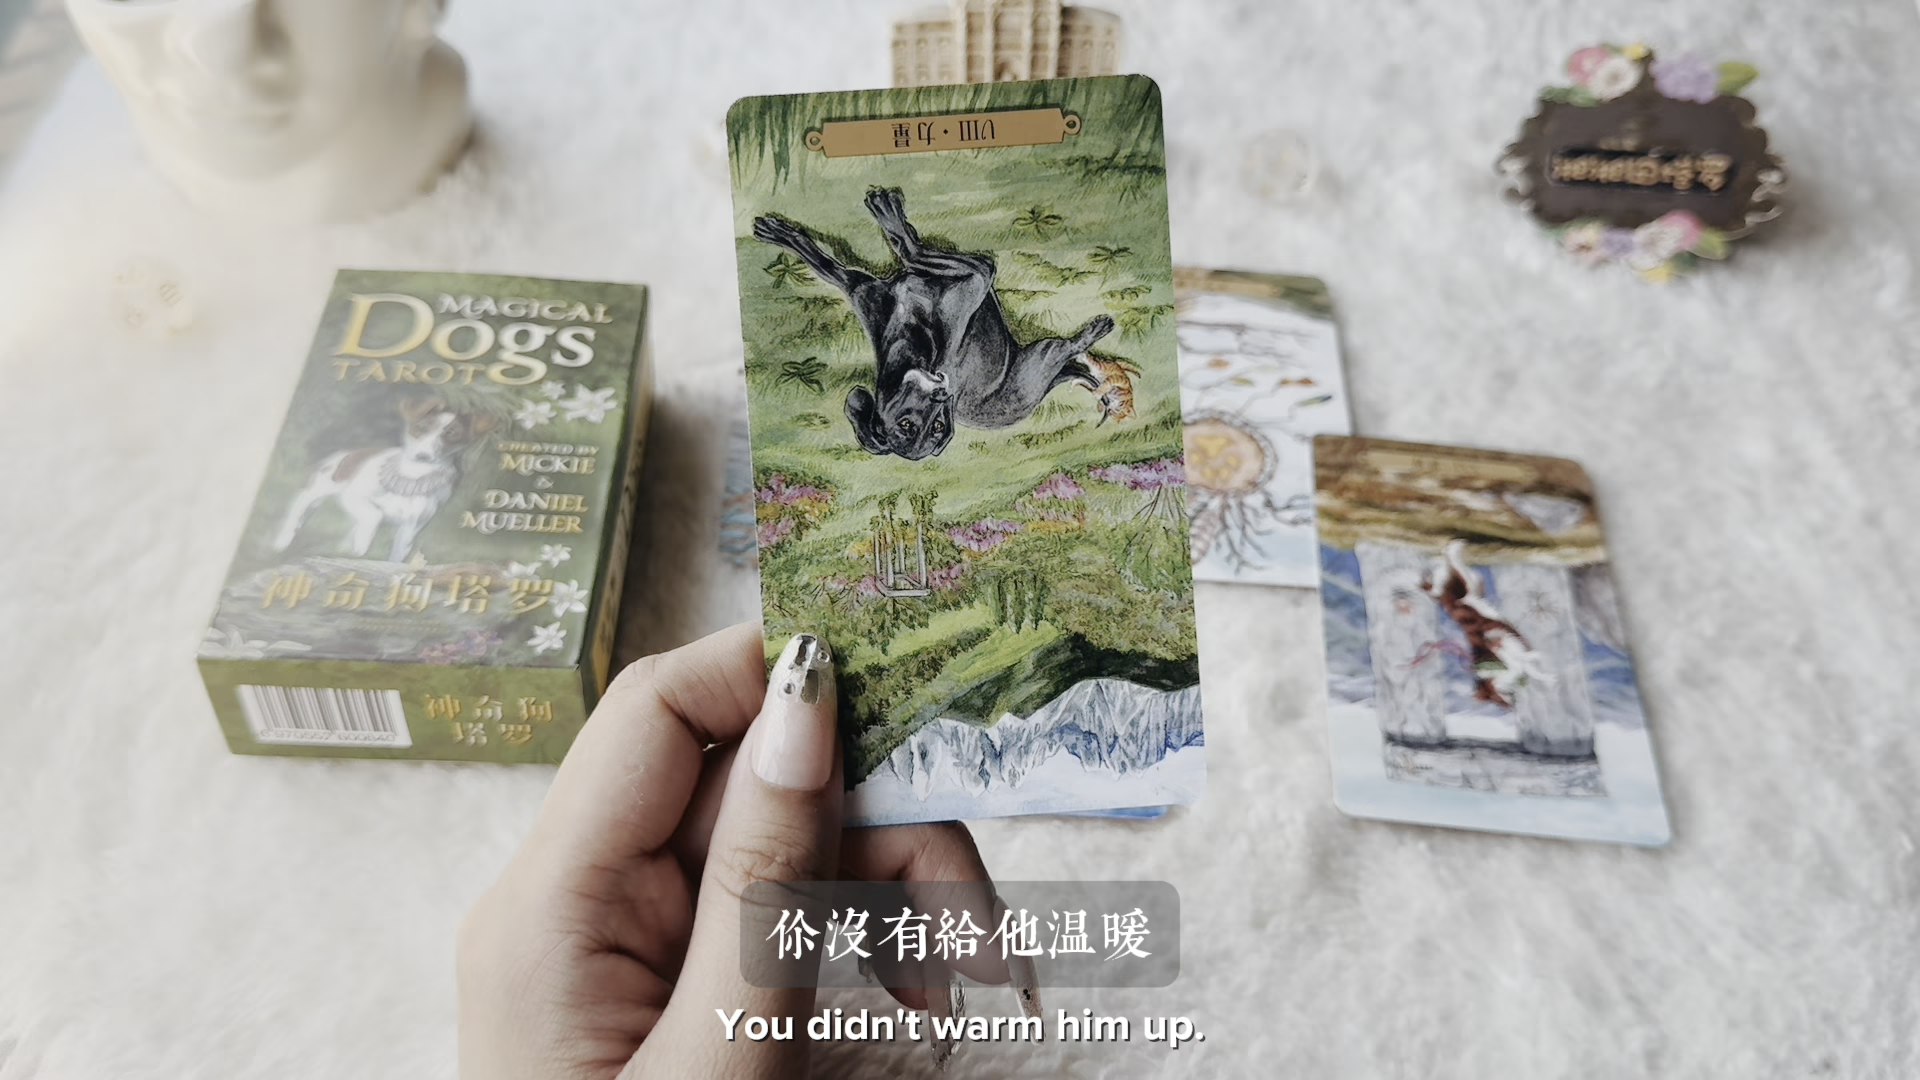 VIII · 力量
MAGICAL
Dogs
TAROT
CREATED BY
MICKIE
&
DANIEL
MUELLER
神奇狗塔罗
神奇狗
塔罗
你沒有給他温暖
You didn't warm him up.